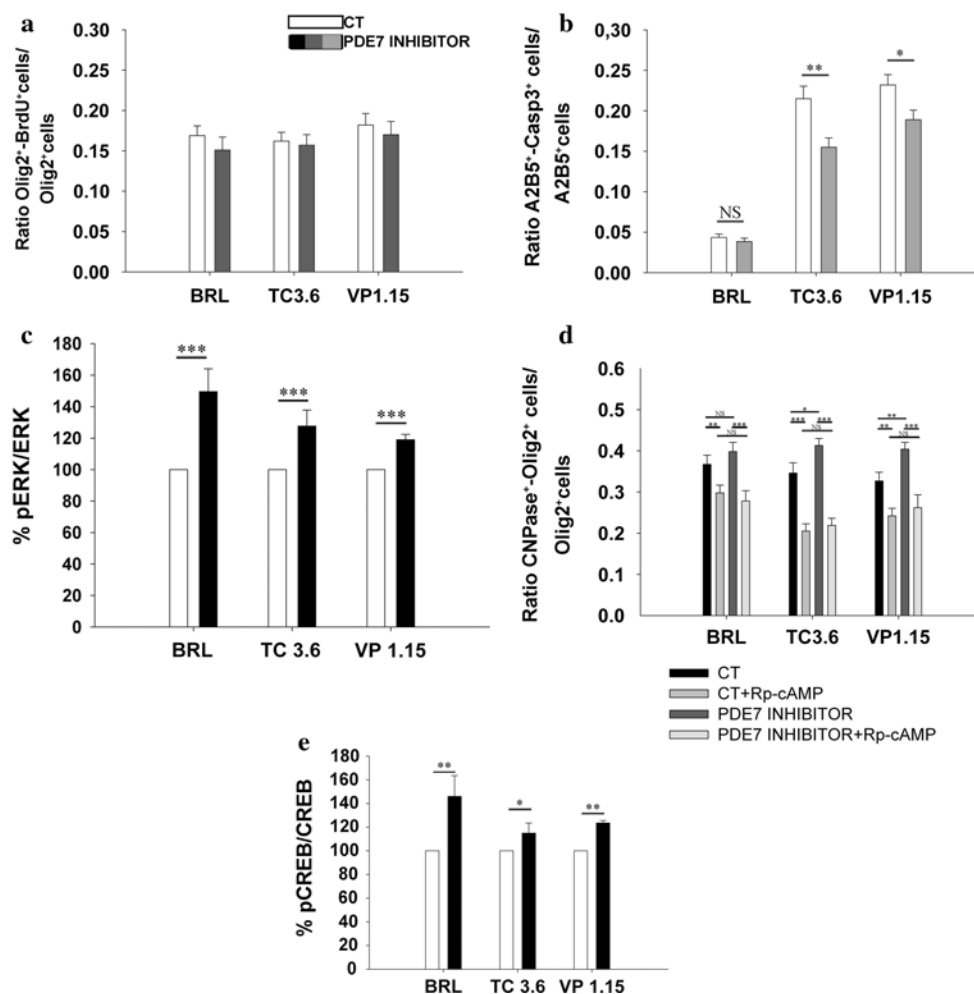 a
CT
PDE7 INHIBITOR
Ratio Olig2⁺-BrdU⁺cells/
Olig2⁺cells
0.30
0.25
0.20
0.15
0.10
0.05
0.00
BRL TC3.6 VP1.15
b
Ratio A2B5⁺-Casp3⁺ cells/
A2B5⁺cells
0,30
0.25
0.20
0.15
0.10
0.05
0.00
NS
**
*
BRL TC3.6 VP1.15
c
% pERK/ERK
180
160
140
120
100
80
60
40
20
0
***
***
***
BRL TC 3.6 VP 1.15
d
Ratio CNPase⁺-Olig2⁺ cells/
Olig2⁺cells
0.5
0.4
0.3
0.2
0.1
0.0
NS
** ***
NS
*
*** ***
NS
**
** ***
NS
BRL TC3.6 VP1.15
CT
CT+Rp-cAMP
PDE7 INHIBITOR
PDE7 INHIBITOR+Rp-cAMP
e
% pCREB/CREB
180
160
140
120
100
80
60
40
20
0
**
*
**
BRL TC 3.6 VP 1.15